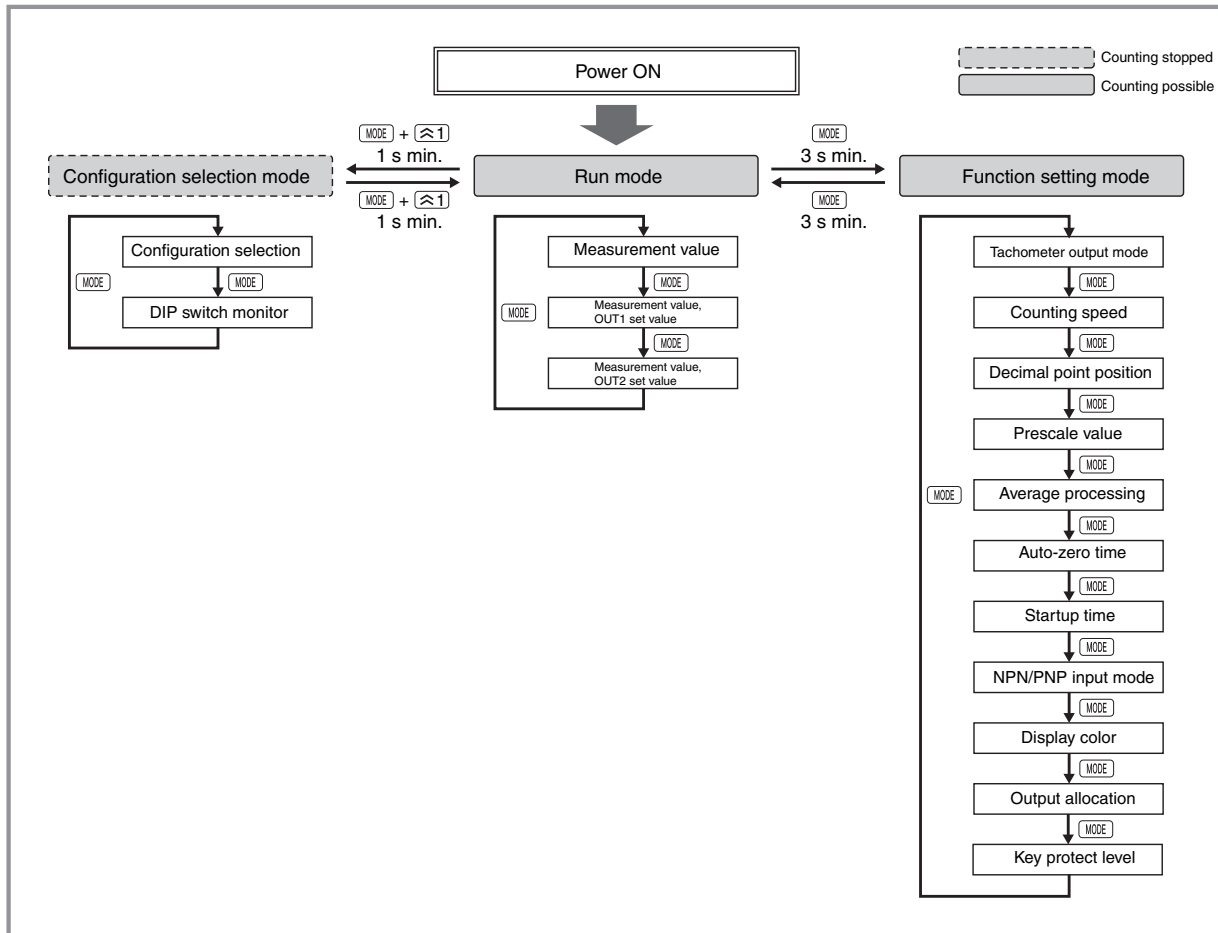 Power ON
Counting stopped
Counting possible
MODE + 1
1 s min.
MODE
3 s min.
Configuration selection mode
Run mode
Function setting mode
MODE + 1
1 s min.
MODE
3 s min.
Configuration selection
MODE
MODE
DIP switch monitor
Measurement value
MODE
MODE
Measurement value,
OUT1 set value
MODE
Measurement value,
OUT2 set value
Tachometer output mode
MODE
Counting speed
MODE
Decimal point position
MODE
Prescale value
MODE
MODE
Average processing
MODE
Auto-zero time
MODE
Startup time
MODE
NPN/PNP input mode
MODE
Display color
MODE
Output allocation
MODE
Key protect level